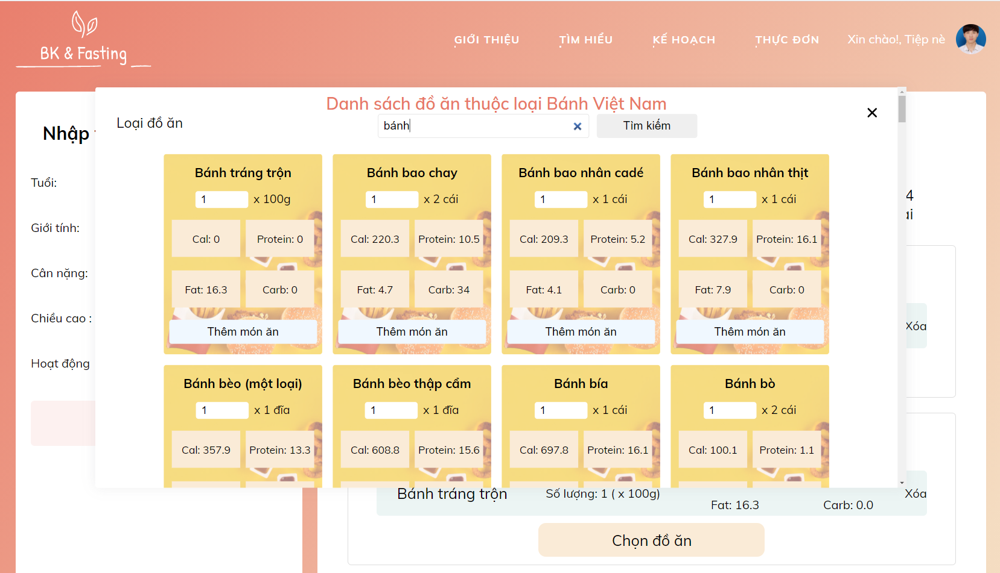 BK & Fasting
GIỚI THIỆU
TÌM HIỂU
KẾ HOẠCH
THỰC ĐƠN
Xin chào!, Tiệp nè
Danh sách đồ ăn thuộc loại Bánh Việt Nam
Loại đồ ăn
bánh
Tìm kiếm
Nhập
Tuổi:
Giới tính:
Cân nặng:
Chiều cao :
Hoạt động
Bánh tráng trộn
1 x 100g
Cal: 0
Protein: 0
Fat: 16.3
Carb: 0
Thêm món ăn
Bánh bao chay
1 x 2 cái
Cal: 220.3
Protein: 10.5
Fat: 4.7
Carb: 34
Thêm món ăn
Bánh bao nhân cadé
1 x 1 cái
Cal: 209.3
Protein: 5.2
Fat: 4.1
Carb: 0
Thêm món ăn
Bánh bao nhân thịt
1 x 1 cái
Cal: 327.9
Protein: 16.1
Fat: 7.9
Carb: 0
Thêm món ăn
Bánh bèo (một loại)
1 x 1 đĩa
Cal: 357.9
Protein: 13.3
Bánh bèo thập cẩm
1 x 1 đĩa
Cal: 608.8
Protein: 15.6
Bánh bía
1 x 1 cái
Cal: 697.8
Protein: 16.1
Bánh bò
1 x 2 cái
Cal: 100.1
Protein: 1.1
4
Xóa
Bánh tráng trộn
Số lượng: 1 ( x 100g)
Fat: 16.3
Carb: 0.0
Xóa
Chọn đồ ăn